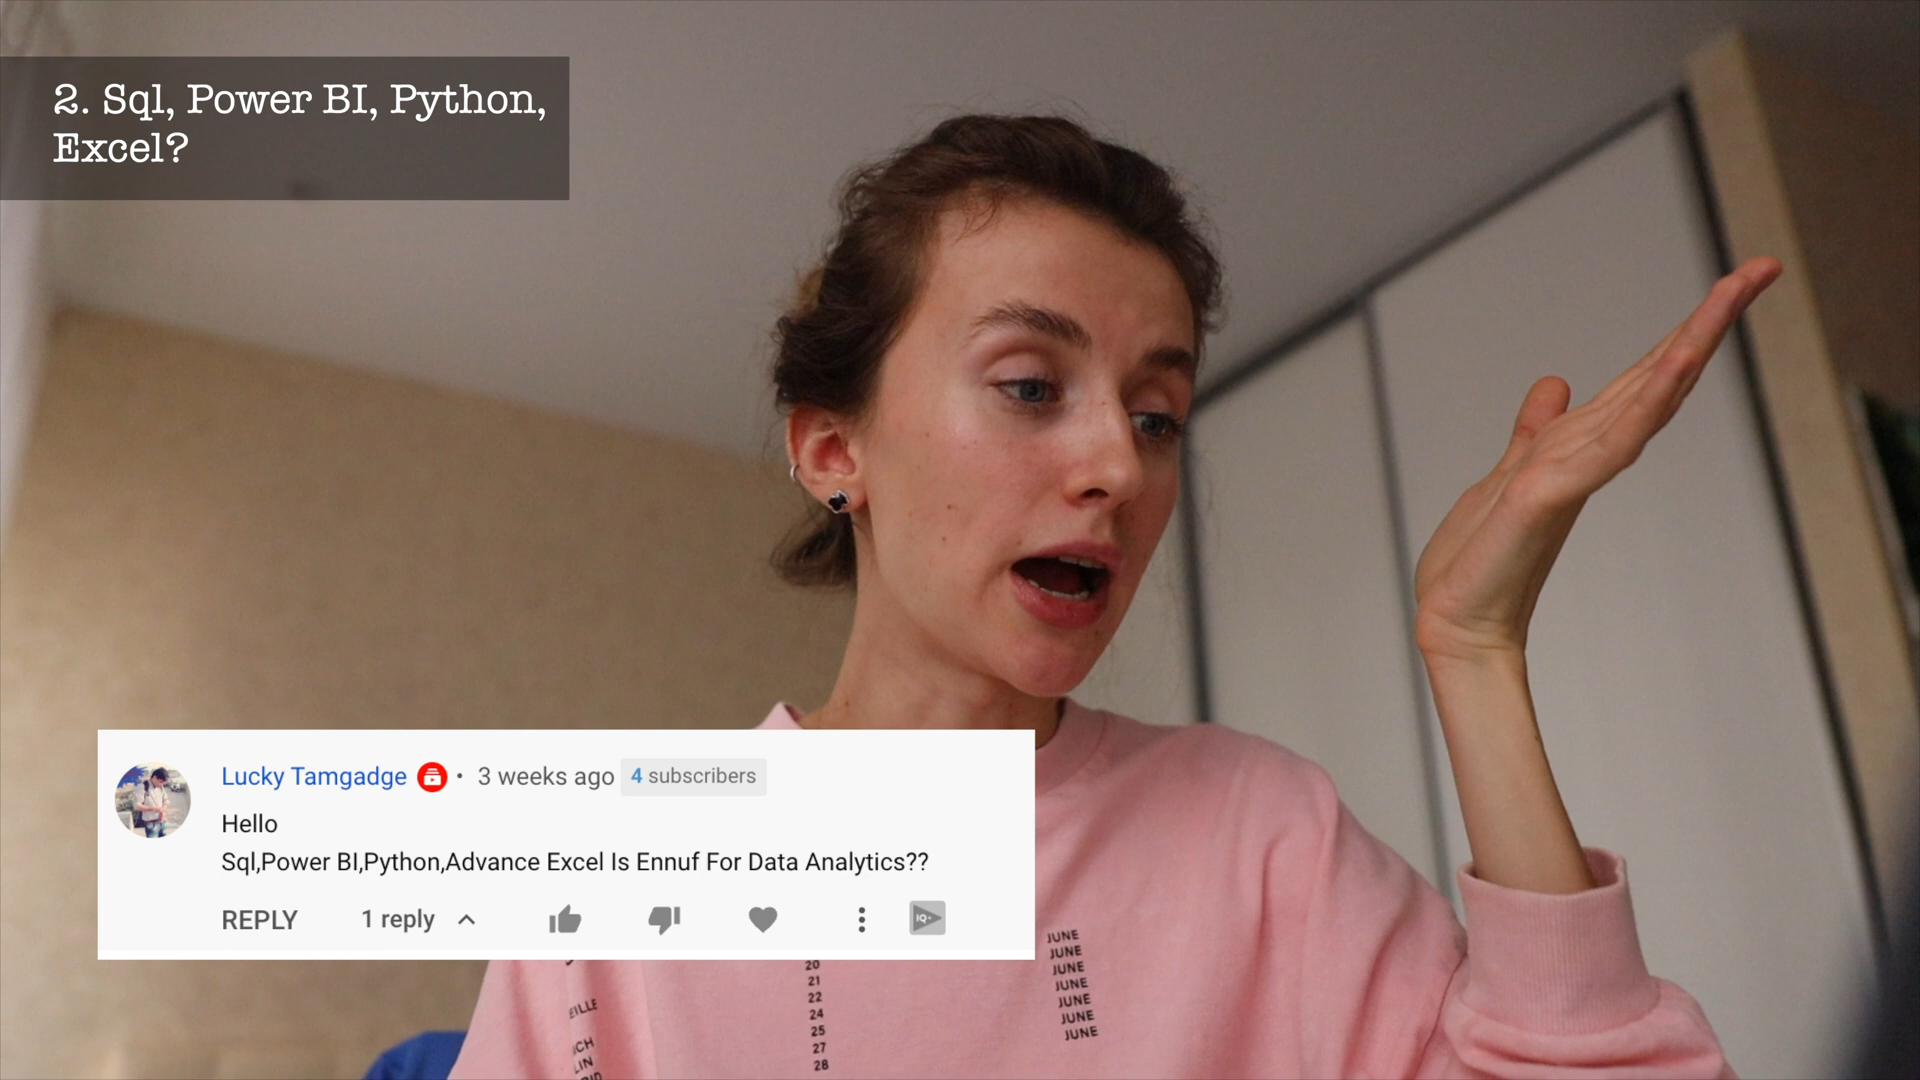 2. Sql, Power BI, Python,
Excel?
Lucky Tamgadge • 3 weeks ago 4 subscribers
Hello
Sql,Power BI,Python,Advance Excel Is Ennuf For Data Analytics??
REPLY 1 reply
IQ
20
21
22
24
25
27
28
JUNE
JUNE
JUNE
JUNE
JUNE
JUNE
JUNE